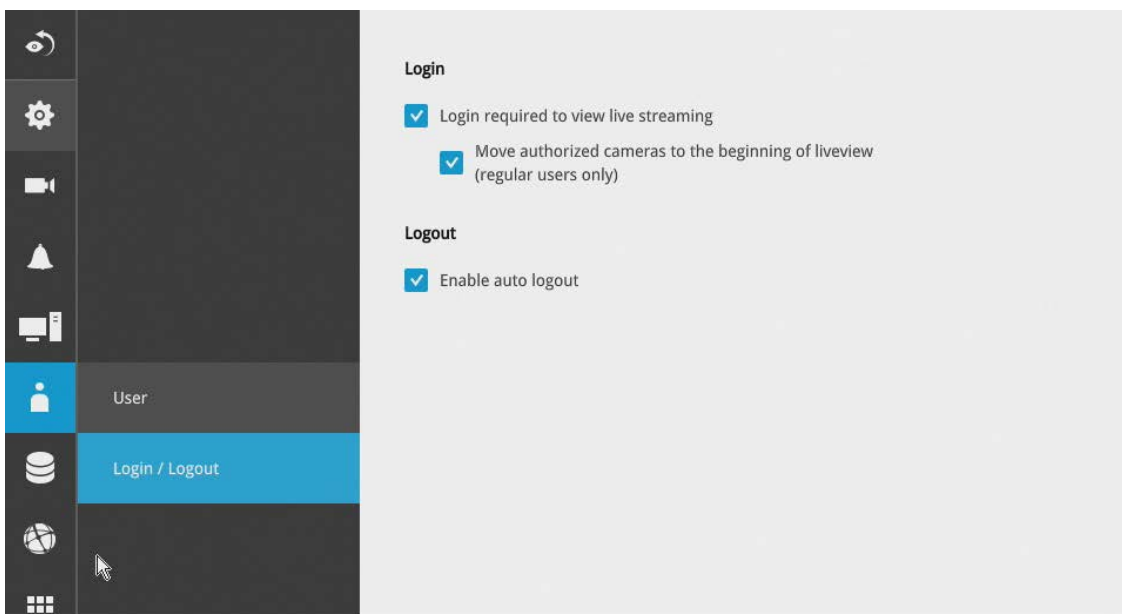 Login
Login required to view live streaming
Move authorized cameras to the beginning of liveview
(regular users only)
Logout
Enable auto logout
User
Login / Logout